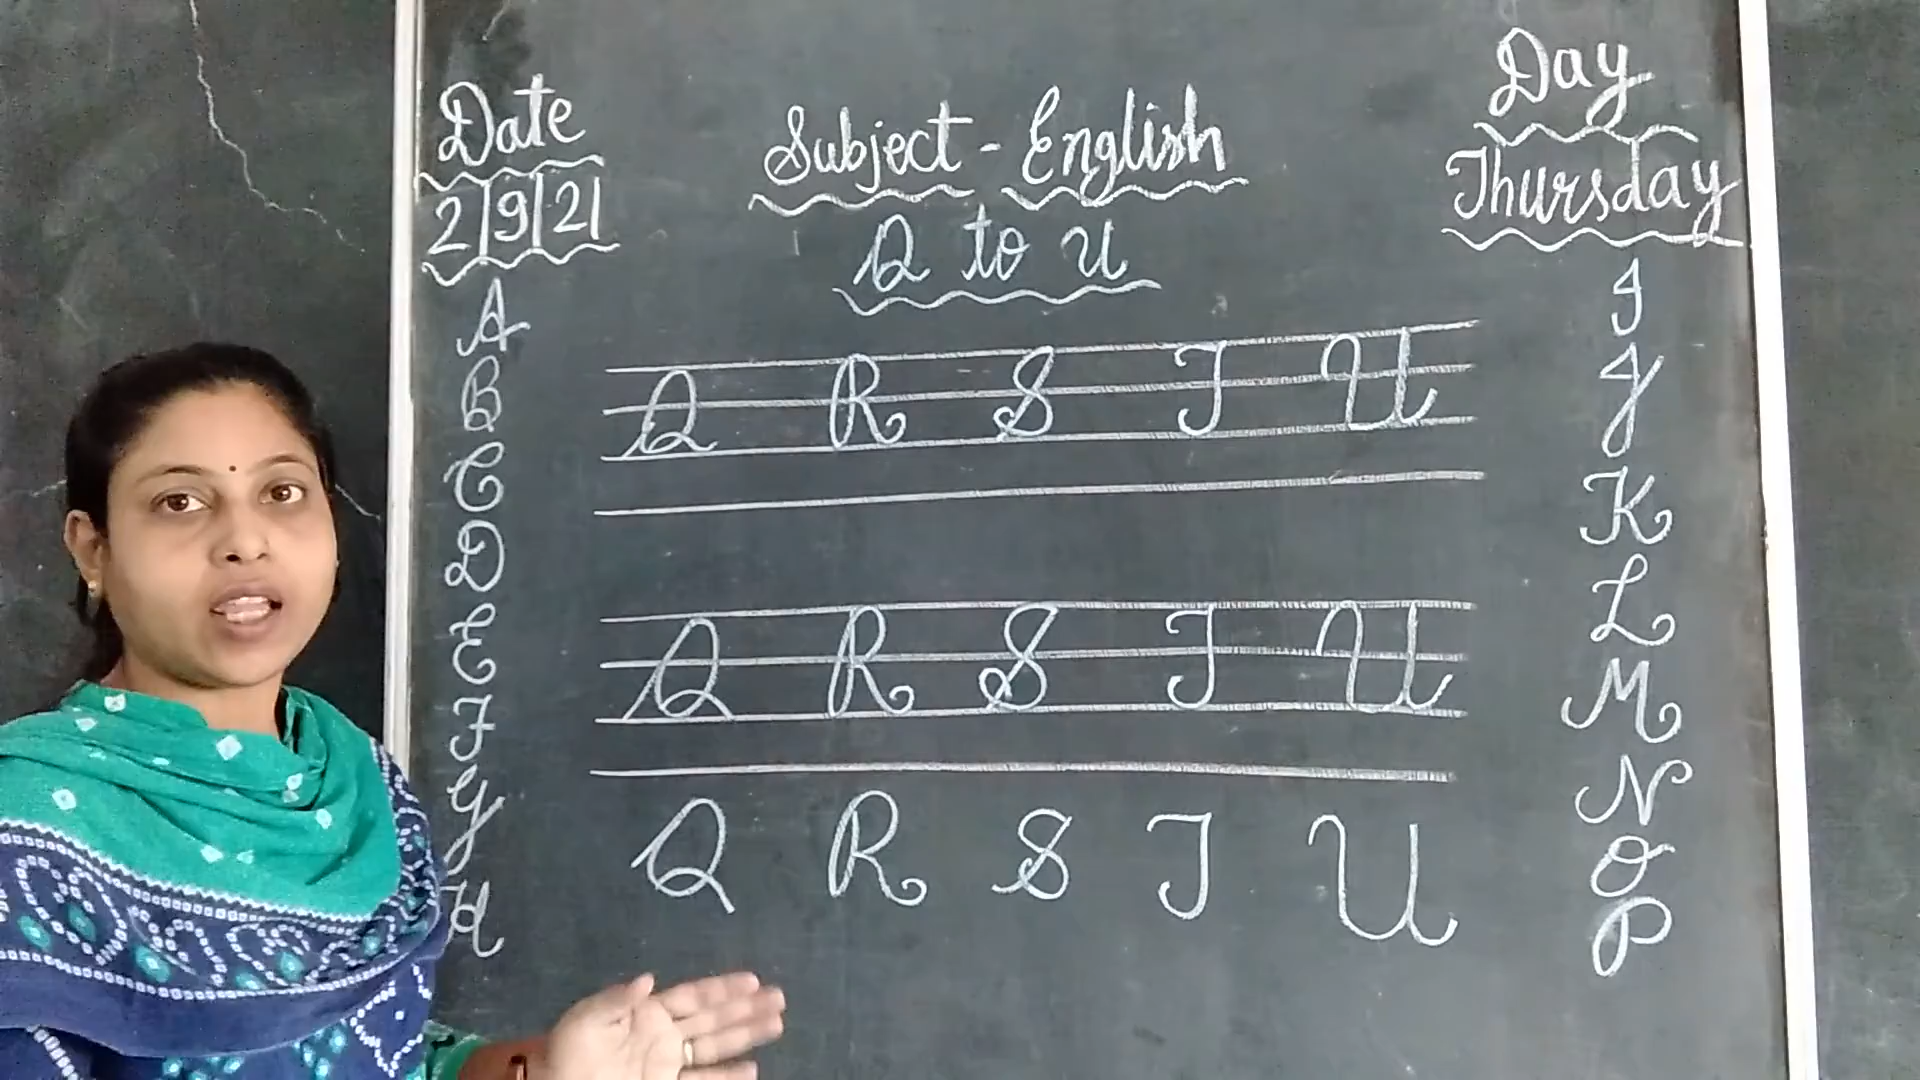 Date
2|9|21
Subject - English
Q to U
Day
Thursday
A
B
C
D
E
F
G
H
Q R S T U
Q R S T U
Q R S T U
I
J
K
L
M
N
O
P